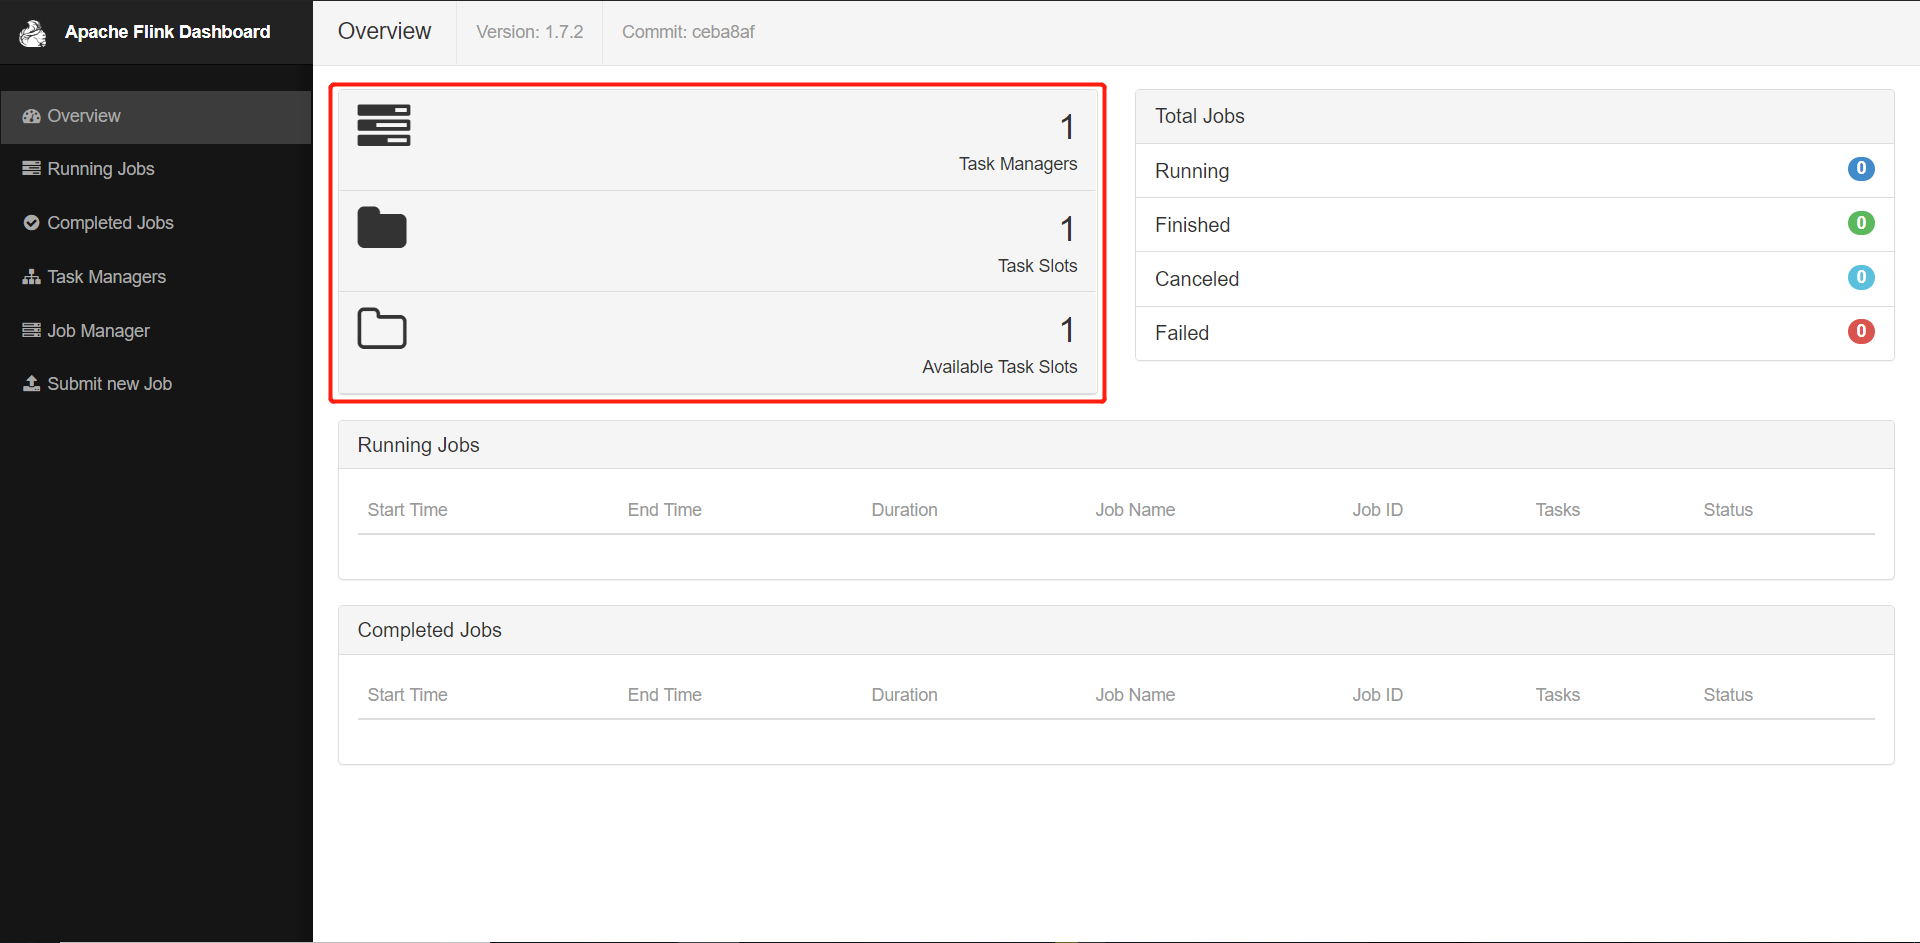 Apache Flink Dashboard
Overview
Version: 1.7.2
Commit: ceba8af
Overview
Running Jobs
Completed Jobs
Task Managers
Job Manager
Submit new Job
1
Task Managers
1
Task Slots
1
Available Task Slots
Total Jobs
Running 0
Finished 0
Canceled 0
Failed 0
Running Jobs
Start Time End Time Duration Job Name Job ID Tasks Status
Completed Jobs
Start Time End Time Duration Job Name Job ID Tasks Status